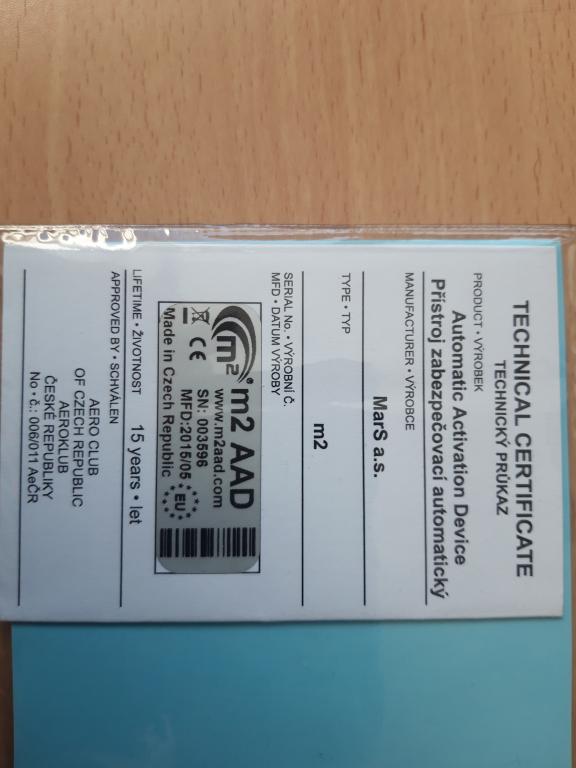 TECHNICAL CERTIFICATE
TECHNICKÝ PRŮKAZ
PRODUCT • VÝROBEK
Automatic Activation Device
Přístroj zabezpečovací automatický
MANUFACTURER • VÝROBCE
MarS a.s.
TYPE • TYP
m2
SERIAL No. • VÝROBNÍ Č.
MFD • DATUM VÝROBY
m² m2 AAD
www.m2aad.com
CE SN: 003596
MFD:2015/05 EU
Made in Czech Republic
LIFETIME • ŽIVOTNOST 15 years • let
APPROVED BY • SCHVÁLEN
AERO CLUB
OF CZECH REPUBLIC
AEROKLUB
ČESKÉ REPUBLIKY
No • č.: 006/011 AeČR